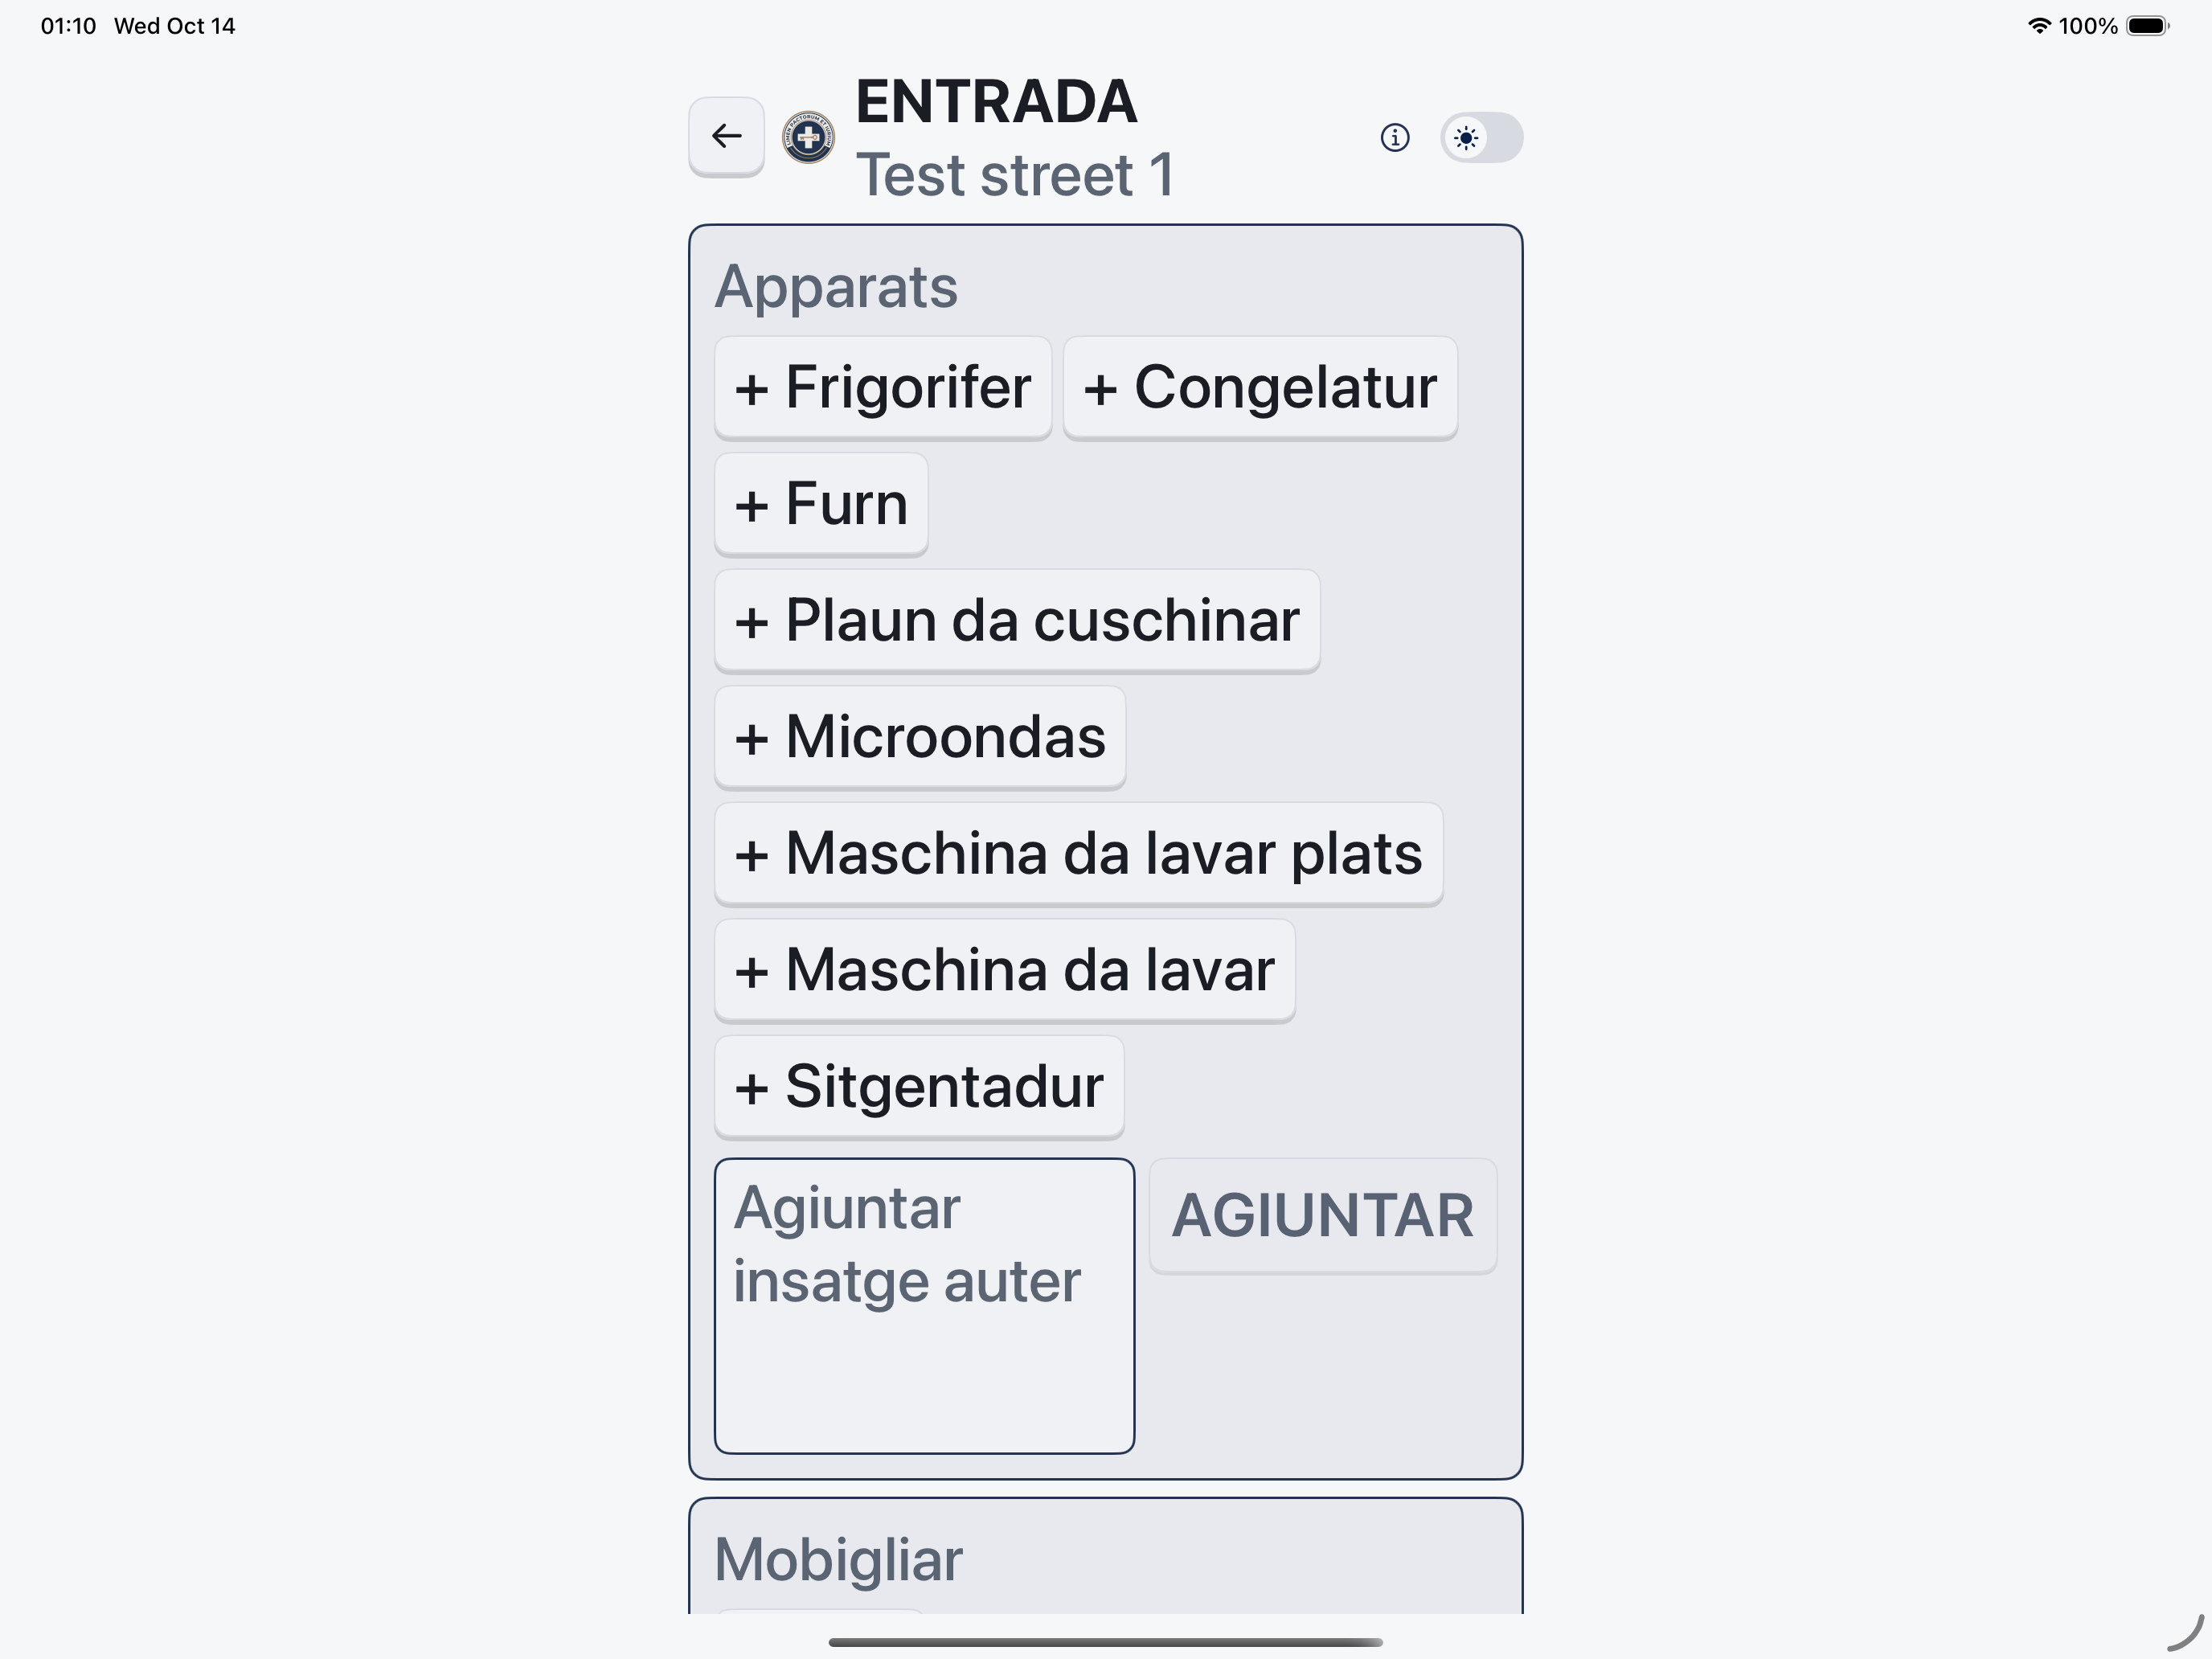 01:10 Wed Oct 14
100%
ENTRADA
Test street 1
Apparats
+ Frigorifer
+ Congelatur
+ Furn
+ Plaun da cuschinar
+ Microondas
+ Maschina da lavar plats
+ Maschina da lavar
+ Sitgentadur
Agiuntar
insatge auter
AGIUNTAR
Mobigliar